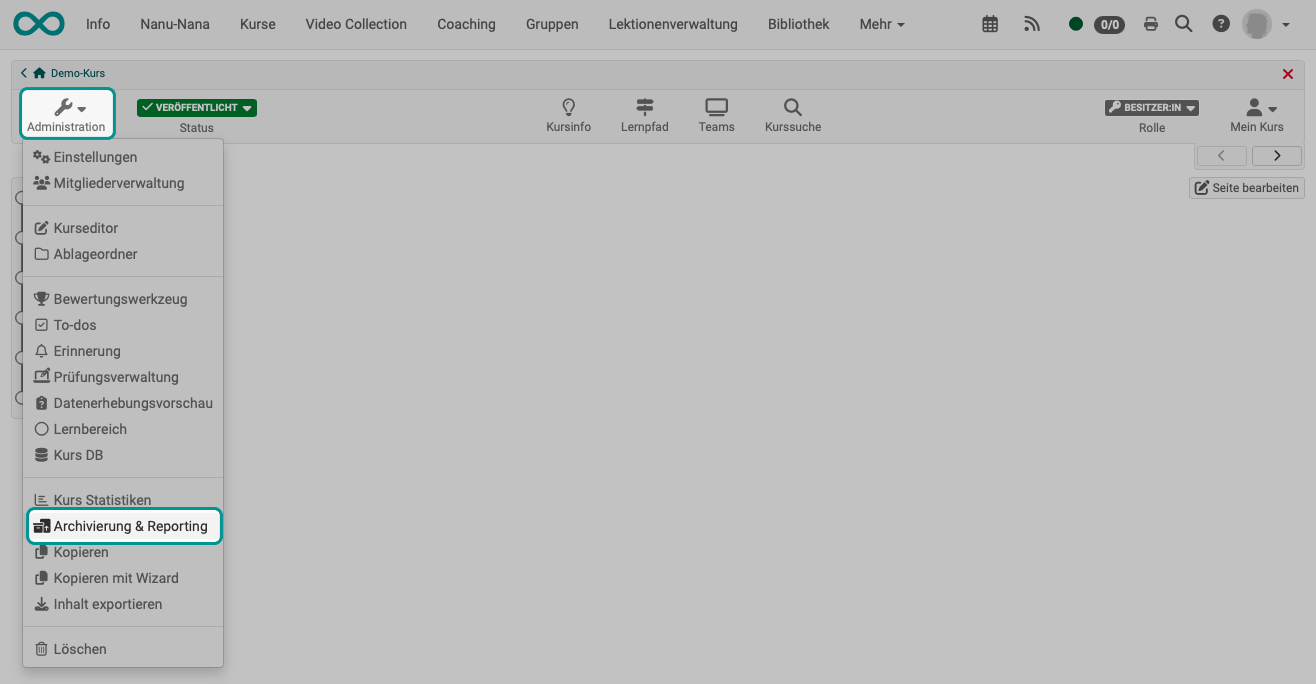 Info Nanu-Nana Kurse Video Collection Coaching Gruppen Lektionenverwaltung Bibliothek Mehr 0/0
Demo-Kurs
Administration
VERÖFFENTLICHT
Status
Kursinfo Lernpfad Teams Kurssuche
BESITZER:IN
Rolle
Mein Kurs
Seite bearbeiten
Einstellungen
Mitgliederverwaltung
Kurseditor
Ablageordner
Bewertungswerkzeug
To-dos
Erinnerung
Prüfungsverwaltung
Datenerhebungsvorschau
Lernbereich
Kurs DB
Kurs Statistiken
Archivierung & Reporting
Kopieren
Kopieren mit Wizard
Inhalt exportieren
Löschen